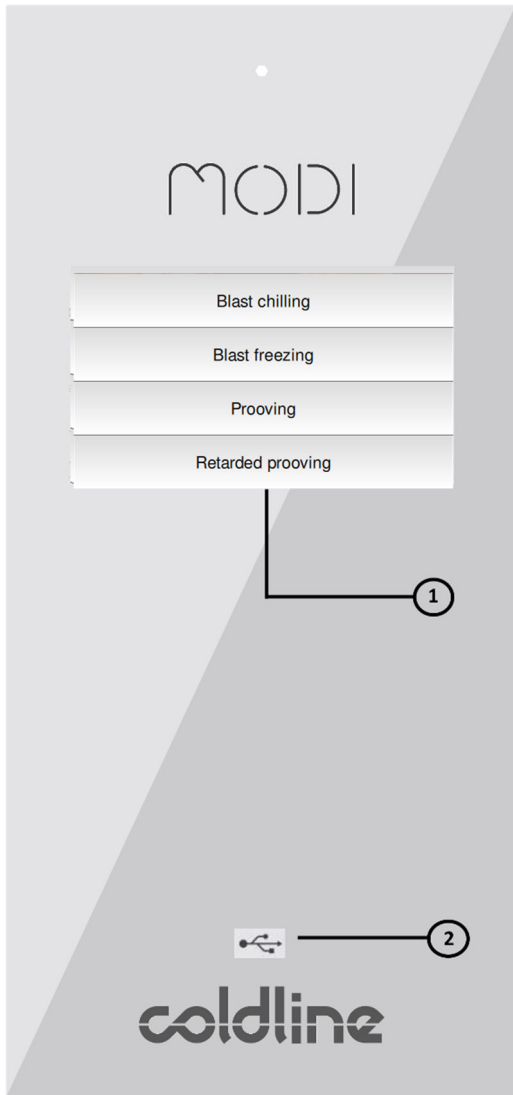 MODI
Blast chilling
Blast freezing
Prooving
Retarded prooving
1
2
coldline